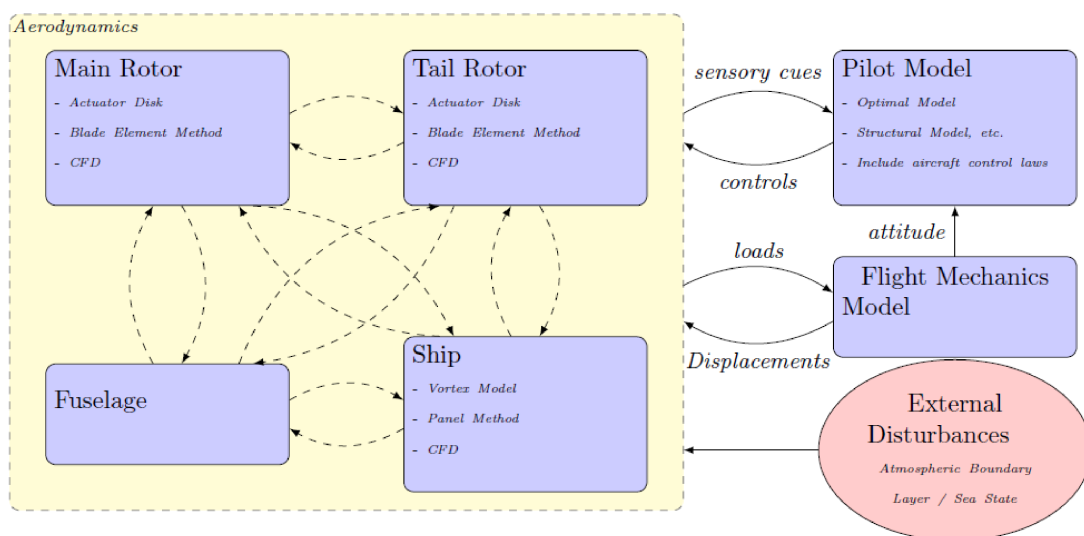 Aerodynamics
Main Rotor
- Actuator Disk
- Blade Element Method
- CFD
Tail Rotor
- Actuator Disk
- Blade Element Method
- CFD
sensory cues
controls
Pilot Model
- Optimal Model
- Structural Model, etc.
- Include aircraft control laws
attitude
loads
Displacements
Flight Mechanics
Model
Fuselage
Ship
- Vortex Model
- Panel Method
- CFD
External
Disturbances
Atmospheric Boundary
Layer / Sea State